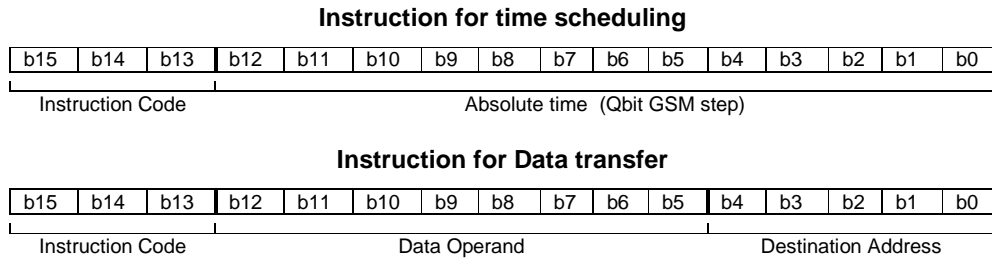 Instruction for time scheduling
b15 b14 b13 b12 b11 b10 b9 b8 b7 b6 b5 b4 b3 b2 b1 b0
Instruction Code Absolute time (Qbit GSM step)
Instruction for Data transfer
b15 b14 b13 b12 b11 b10 b9 b8 b7 b6 b5 b4 b3 b2 b1 b0
Instruction Code Data Operand Destination Address